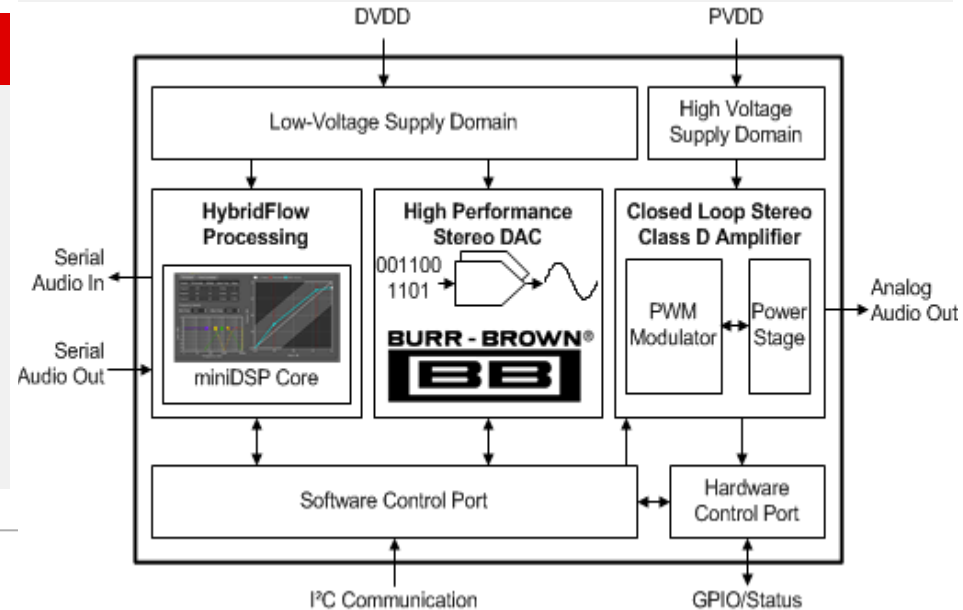 DVDD
PVDD
Low-Voltage Supply Domain
High Voltage
Supply Domain
HybridFlow
Processing
miniDSP Core
High Performance
Stereo DAC
001100
1101
BURR - BROWN®
BB
Closed Loop Stereo
Class D Amplifier
PWM
Modulator
Power
Stage
Serial
Audio In
Serial
Audio Out
Analog
Audio Out
Software Control Port
Hardware
Control Port
I²C Communication
GPIO/Status